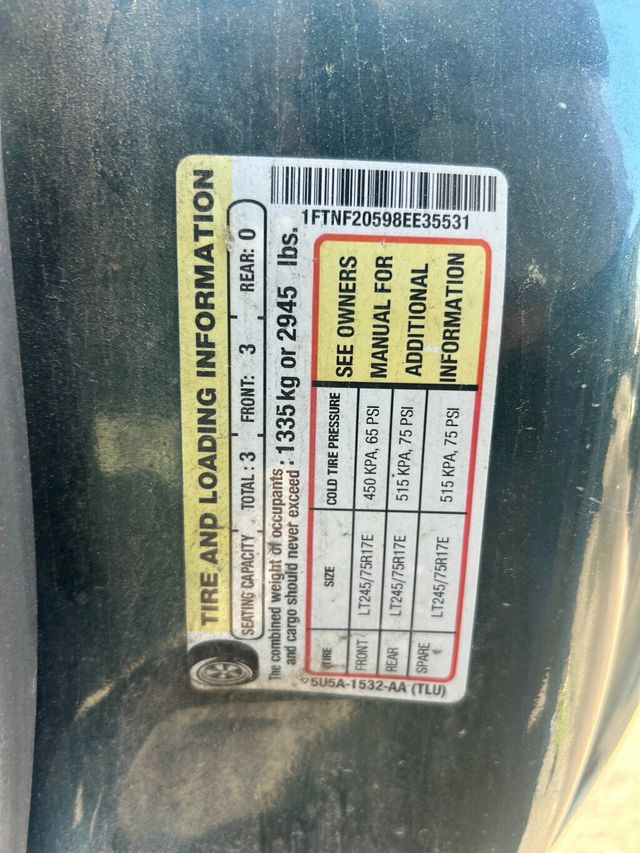 TIRE AND LOADING INFORMATION
SEATING CAPACITY TOTAL : 3 FRONT: 3 REAR: 0
The combined weight of occupants
and cargo should never exceed : 1335 kg or 2945 lbs.
TIRE SIZE COLD TIRE PRESSURE
FRONT LT245/75R17E 450 KPA, 65 PSI
REAR LT245/75R17E 515 KPA, 75 PSI
SPARE LT245/75R17E 515 KPA, 75 PSI
SEE OWNERS
MANUAL FOR
ADDITIONAL
INFORMATION
5U5A-1532-AA (TLU)
1FTNF20598EE35531